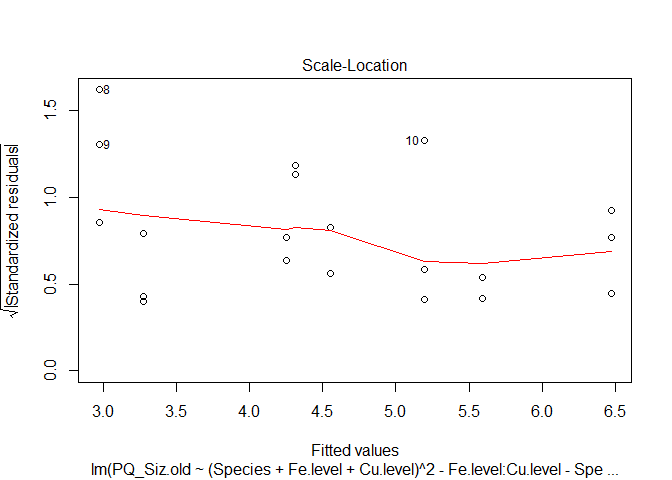 Scale-Location
√|Standardized residuals|
1.5
1.0
0.5
0.0
8
9
10
3.0 3.5 4.0 4.5 5.0 5.5 6.0 6.5
Fitted values
lm(PQ_Siz.old ~ (Species + Fe.level + Cu.level)^2 - Fe.level:Cu.level - Spe ...